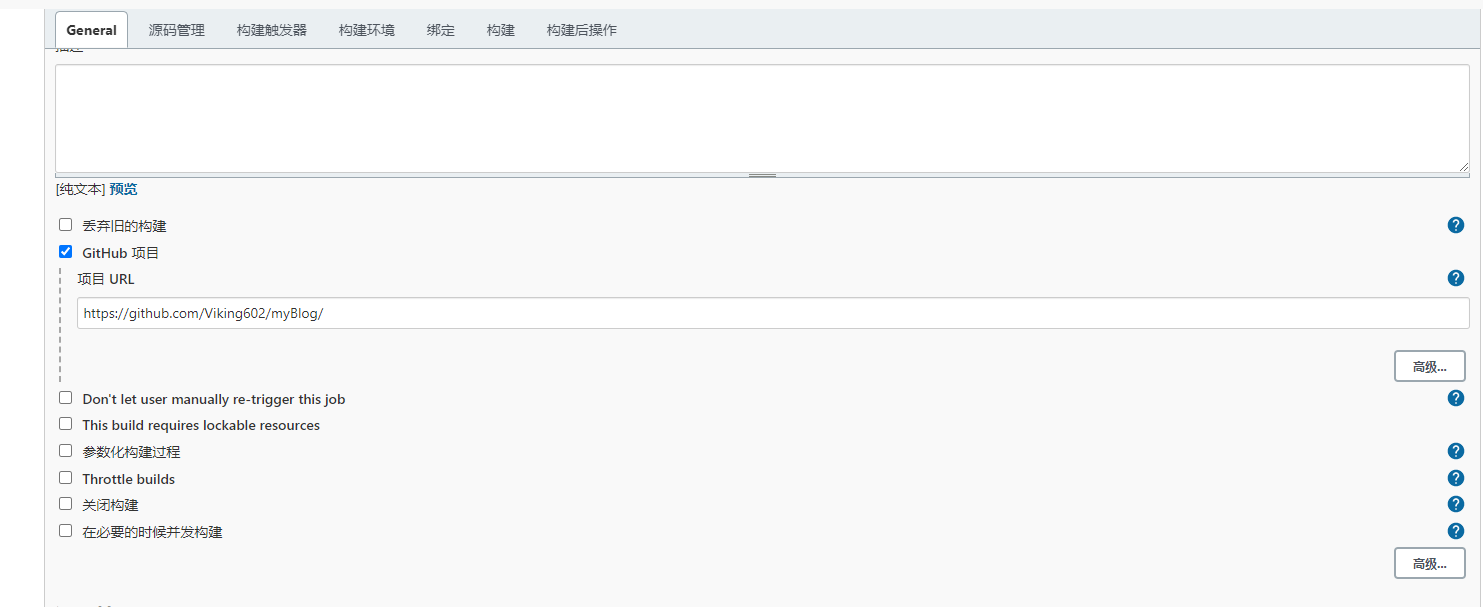 General 源码管理 构建触发器 构建环境 绑定 构建 构建后操作
[纯文本] 预览
丢弃旧的构建 ?
GitHub 项目
项目 URL ?
https://github.com/Viking602/myBlog/
高级...
Don't let user manually re-trigger this job ?
This build requires lockable resources
参数化构建过程 ?
Throttle builds ?
关闭构建 ?
在必要的时候并发构建 ?
高级...